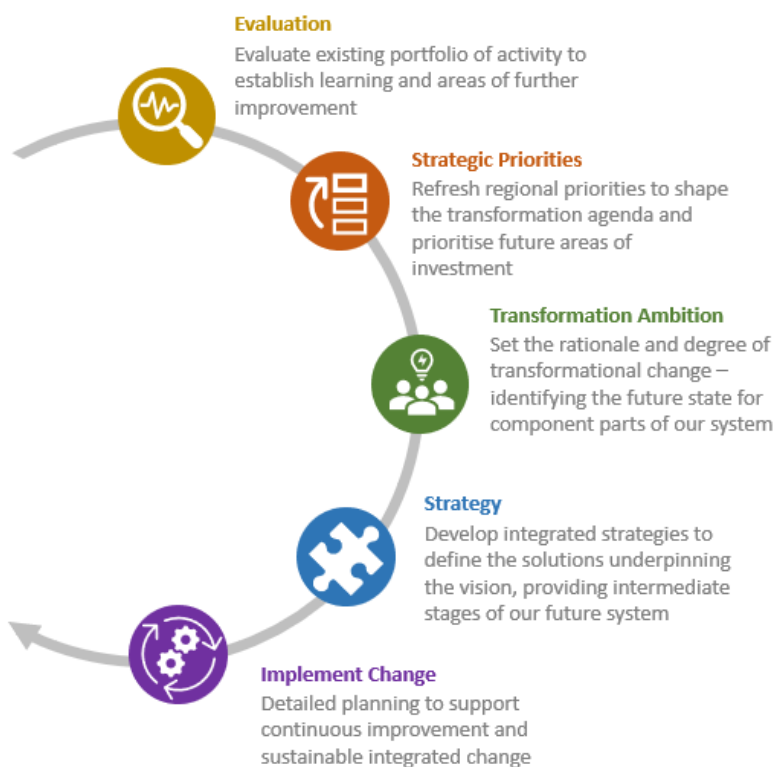 Evaluation
Evaluate existing portfolio of activity to
establish learning and areas of further
improvement
Strategic Priorities
Refresh regional priorities to shape
the transformation agenda and
prioritise future areas of
investment
Transformation Ambition
Set the rationale and degree of
transformational change –
identifying the future state for
component parts of our system
Strategy
Develop integrated strategies to
define the solutions underpinning
the vision, providing intermediate
stages of our future system
Implement Change
Detailed planning to support
continuous improvement and
sustainable integrated change